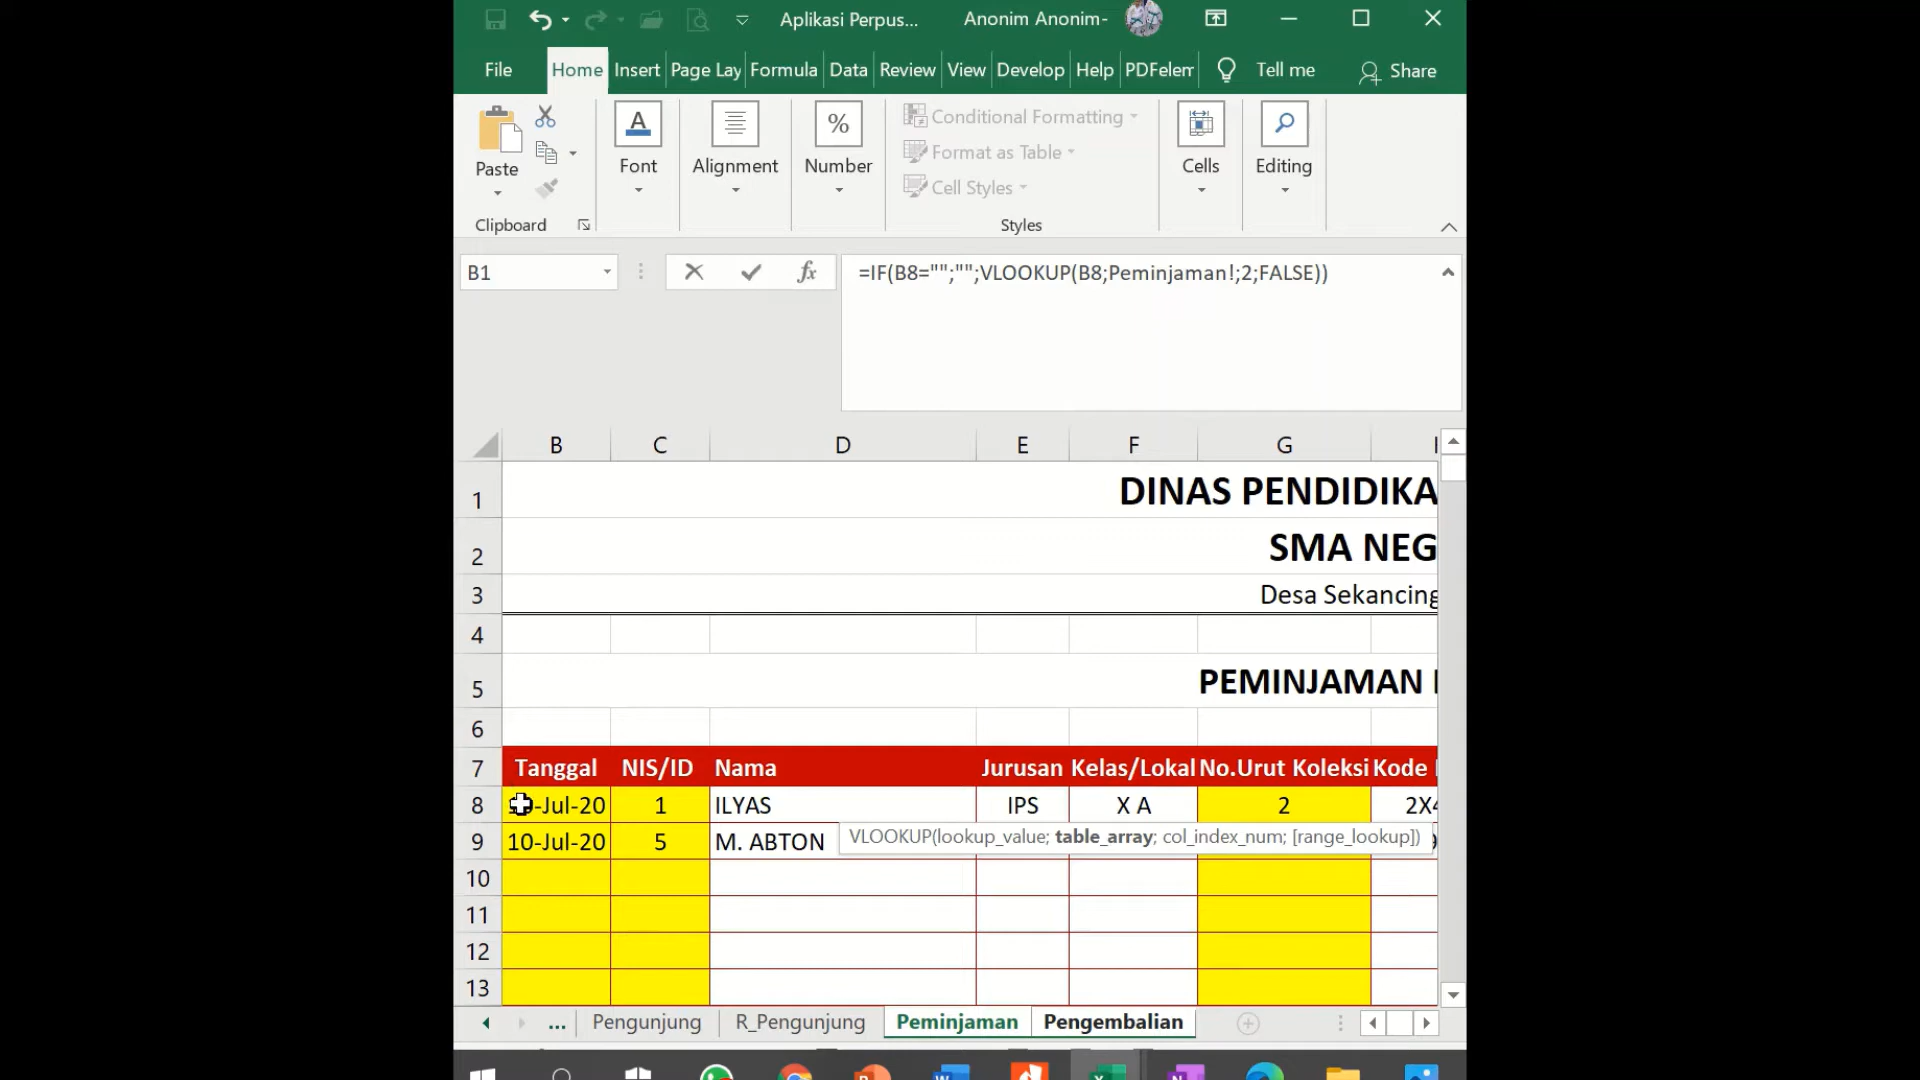 Aplikasi Perpus... Anonim Anonim-
File Home Insert Page Lay Formula Data Review View Develop Help PDFelem Tell me Share
Paste Font Alignment Number Conditional Formatting Format as Table Cell Styles Cells Editing
Clipboard Styles
B1 fx =IF(B8="";"";VLOOKUP(B8;Peminjaman!;2;FALSE))
B C D E F G
1 DINAS PENDIDIKA
2 SMA NEG
3 Desa Sekancing
4
5 PEMINJAMAN
6
7 Tanggal NIS/ID Nama Jurusan Kelas/Lokal No.Urut Koleksi Kode
8 -Jul-20 1 ILYAS IPS X A 2 2X4
9 10-Jul-20 5 M. ABTON
VLOOKUP(lookup_value; table_array; col_index_num; [range_lookup])
10
11
12
13
... Pengunjung R_Pengunjung Peminjaman Pengembalian